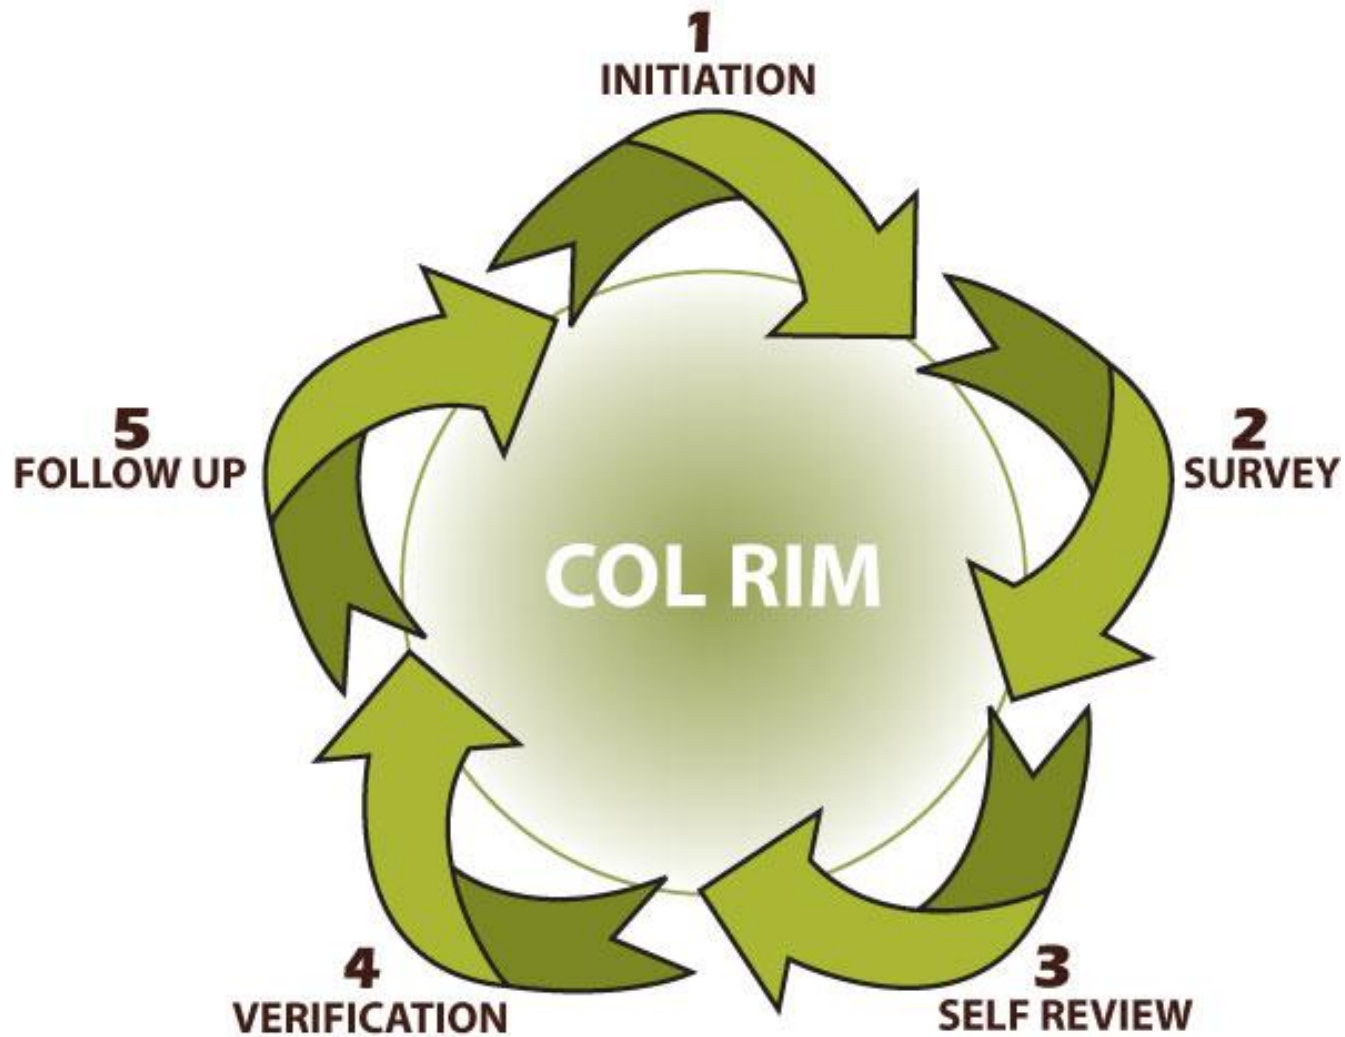 1
INITIATION
2
SURVEY
3
SELF REVIEW
4
VERIFICATION
5
FOLLOW UP
COL RIM